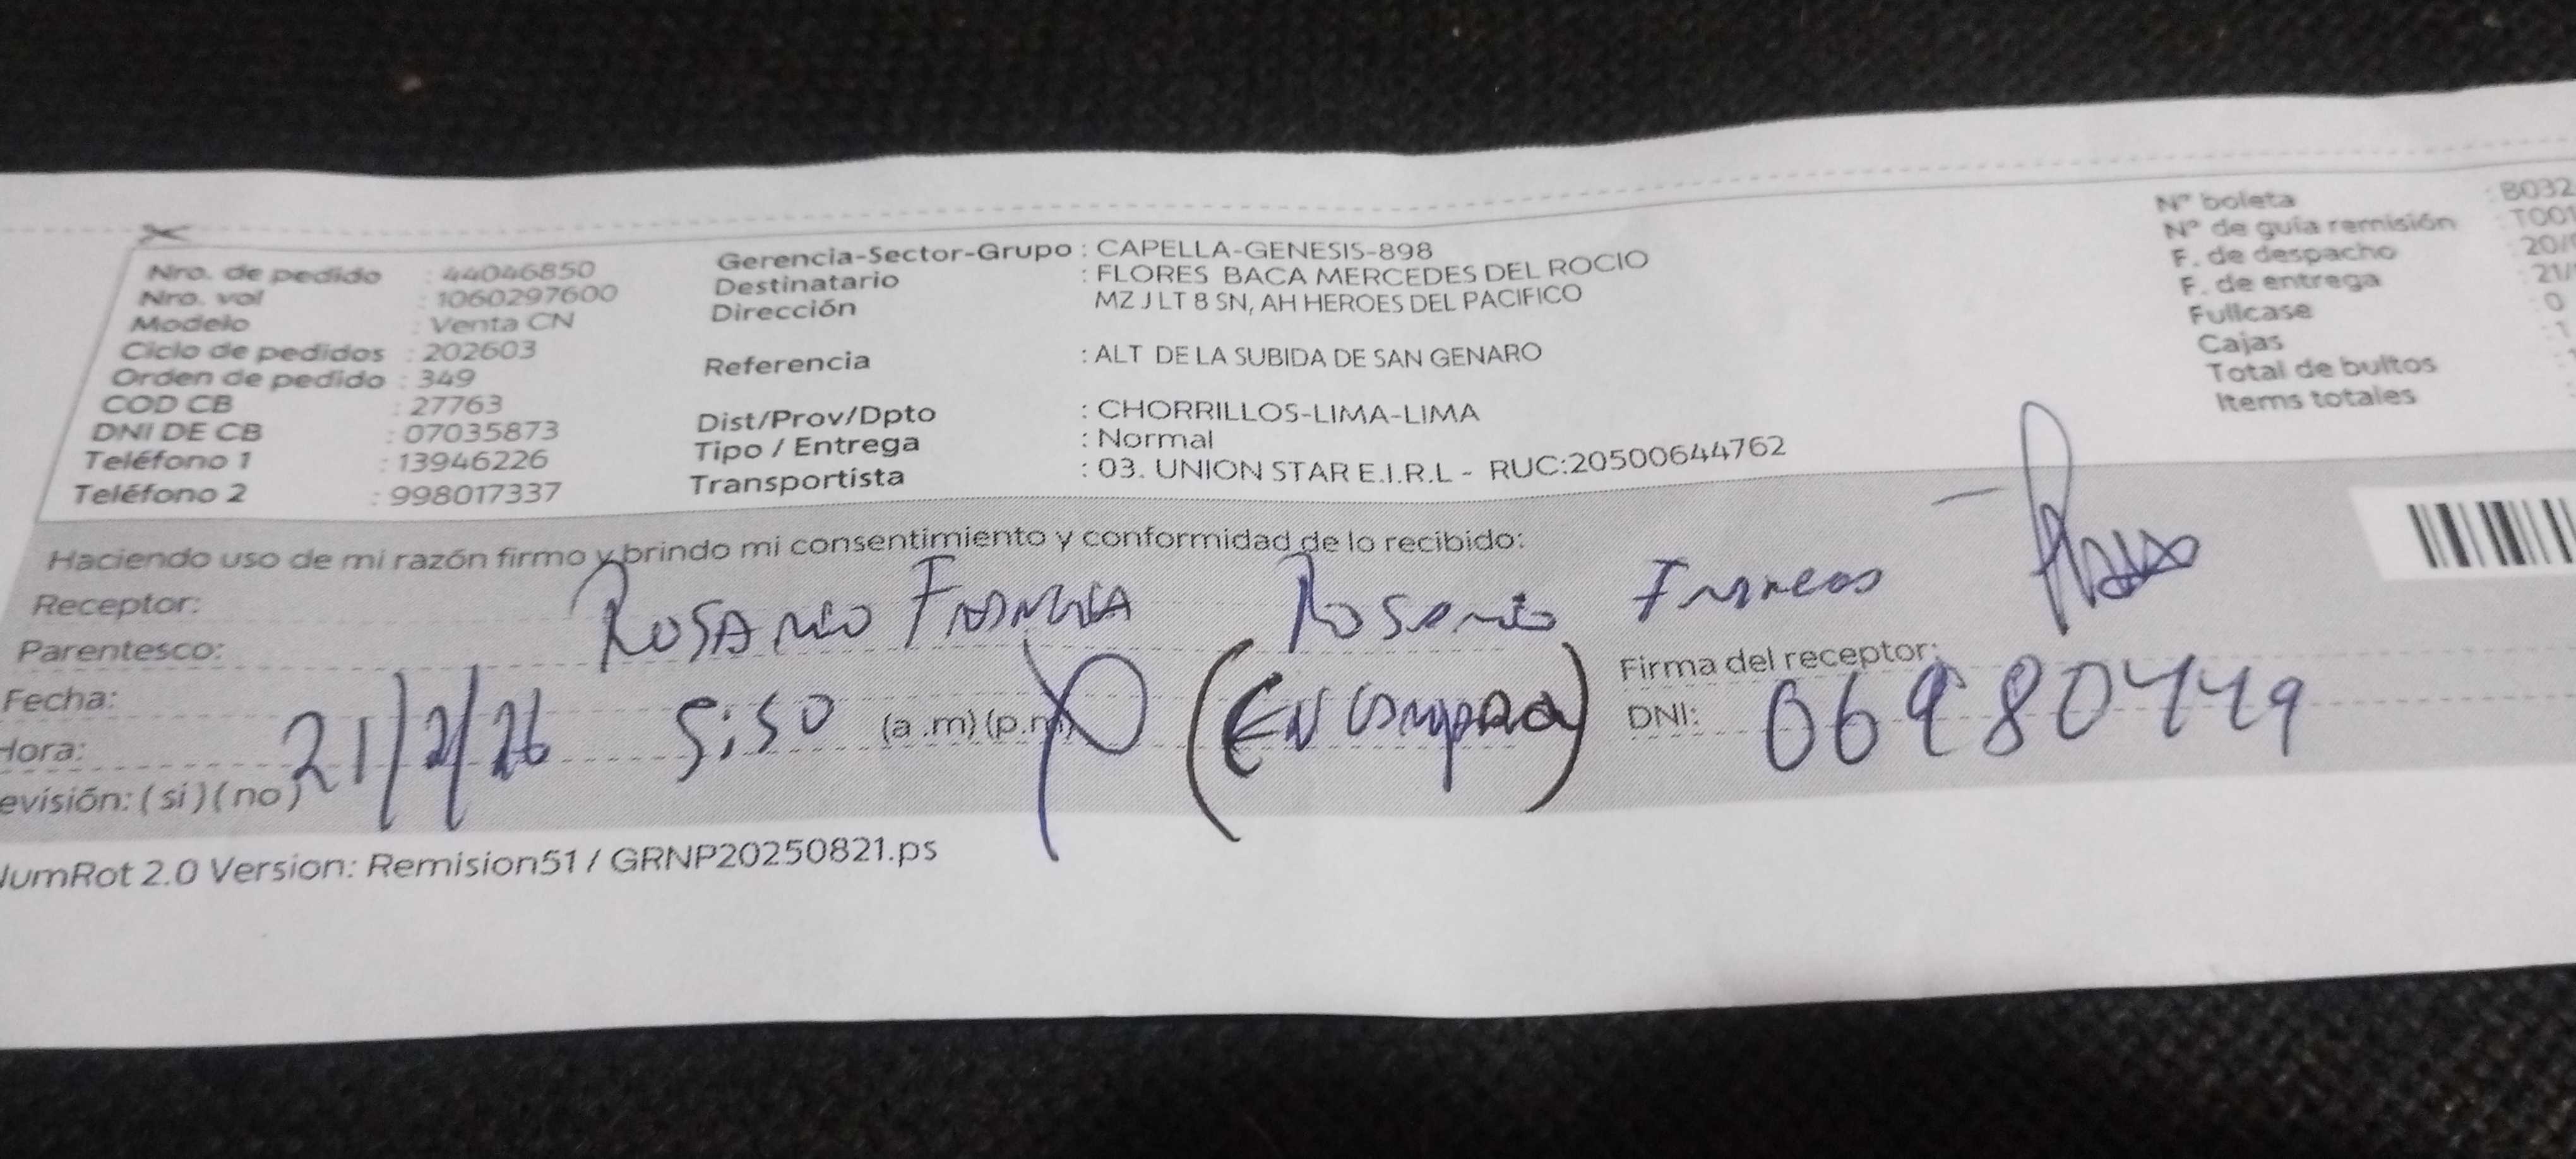 Nro. de pedido : 44046850
Nro. vol : 1060297600
Modelo : Venta CN
Ciclo de pedidos : 202603
Orden de pedido : 349
COD CB : 27763
DNI DE CB : 07035873
Teléfono 1 : 13946226
Teléfono 2 : 998017337
Gerencia-Sector-Grupo : CAPELLA-GENESIS-898
Destinatario : FLORES BACA MERCEDES DEL ROCIO
Dirección MZ J LT 8 SN, AH HEROES DEL PACIFICO
Referencia : ALT DE LA SUBIDA DE SAN GENARO
Dist/Prov/Dpto : CHORRILLOS-LIMA-LIMA
Tipo / Entrega : Normal
Transportista : 03. UNION STAR E.I.R.L - RUC:20500644762
N° boleta : B032
N° de guía remisión : T001
F. de despacho : 20/
F. de entrega : 21/
Fullcase : 0
Cajas : 1
Total de bultos :
Items totales
Haciendo uso de mi razón firmo y brindo mi consentimiento y conformidad de lo recibido:
Receptor: Rosario Rosario
Parentesco:
Firma del receptor:
Fecha: 21/2/26 5:50 (a.m)(p.m) (EN COMPRA)
DNI: 06980449
Hora:
evisión: (si)(no)
NumRot 2.0 Version: Remision51 / GRNP20250821.ps